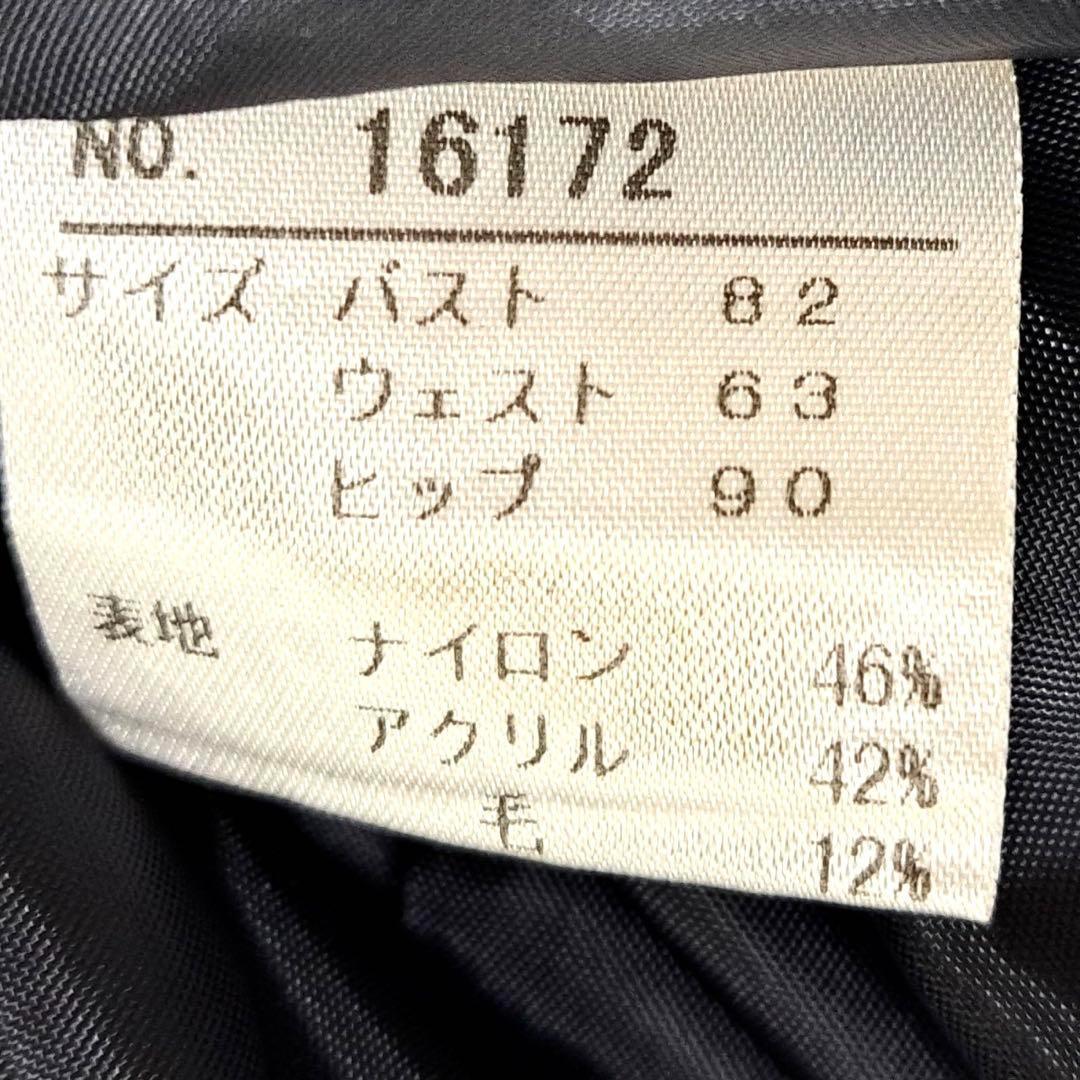 NO. 16172
サイズ バスト 82
ウェスト 63
ヒップ 90
表地 ナイロン 46%
アクリル 42%
毛 12%